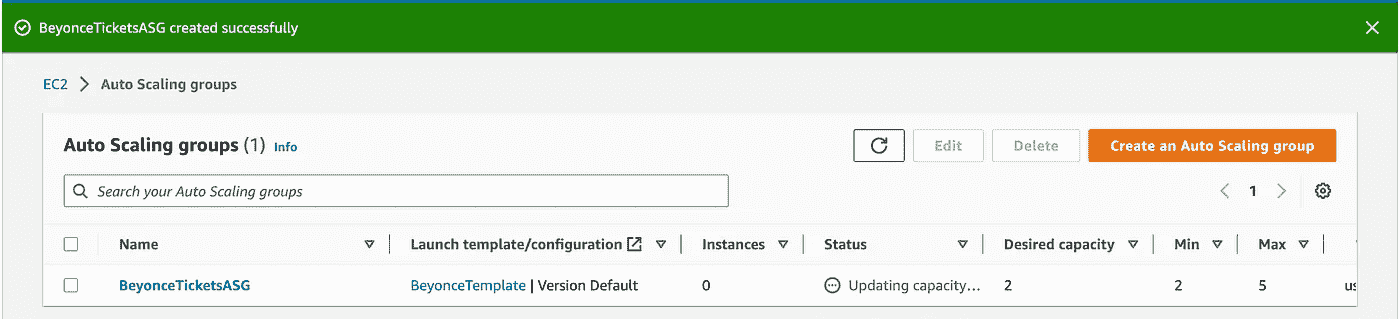 BeyonceTicketsASG created successfully
EC2 > Auto Scaling groups
Auto Scaling groups (1) Info
Edit
Delete
Create an Auto Scaling group
Search your Auto Scaling groups
1
Name Launch template/configuration Instances Status Desired capacity Min Max
BeyonceTicketsASG BeyonceTemplate | Version Default 0 Updating capacity... 2 2 5 us